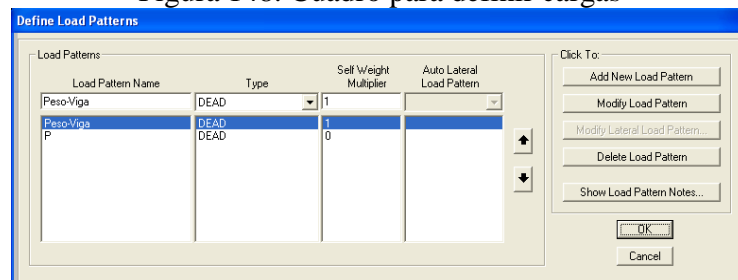 Figura 148. Cuadro para definir cargas
Define Load Patterns
Load Patterns
Load Pattern Name Type Self Weight Multiplier Auto Lateral Load Pattern
Peso-Viga DEAD 1
Peso-Viga DEAD 1
P DEAD 0
Click To:
Add New Load Pattern
Modify Load Pattern
Modify Lateral Load Pattern...
Delete Load Pattern
Show Load Pattern Notes...
OK
Cancel